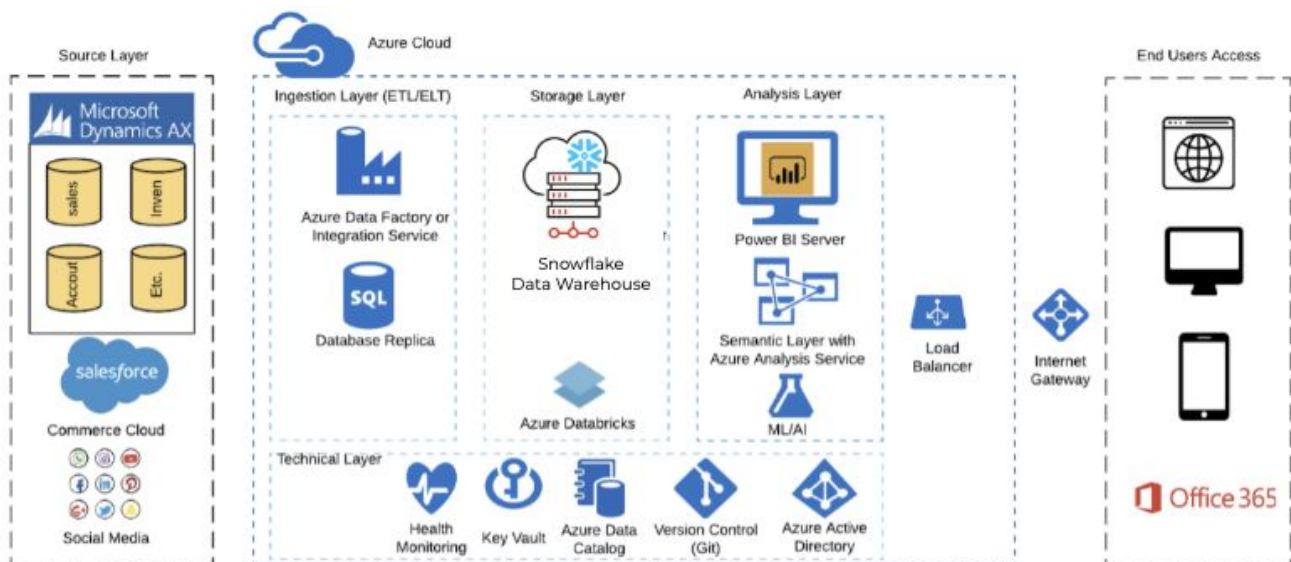 Source Layer
Microsoft
Dynamics AX
sales
Inven
Accout
Etc.
salesforce
Commerce Cloud
Social Media
Azure Cloud
Ingestion Layer (ETL/ELT)
Azure Data Factory or
Integration Service
SQL
Database Replica
Storage Layer
Snowflake
Data Warehouse
Azure Databricks
Analysis Layer
Power BI Server
Semantic Layer with
Azure Analysis Service
ML/AI
Load
Balancer
Technical Layer
Health
Monitoring
Key Vault
Azure Data
Catalog
Version Control
(Git)
Azure Active
Directory
Internet
Gateway
End Users Access
Office 365